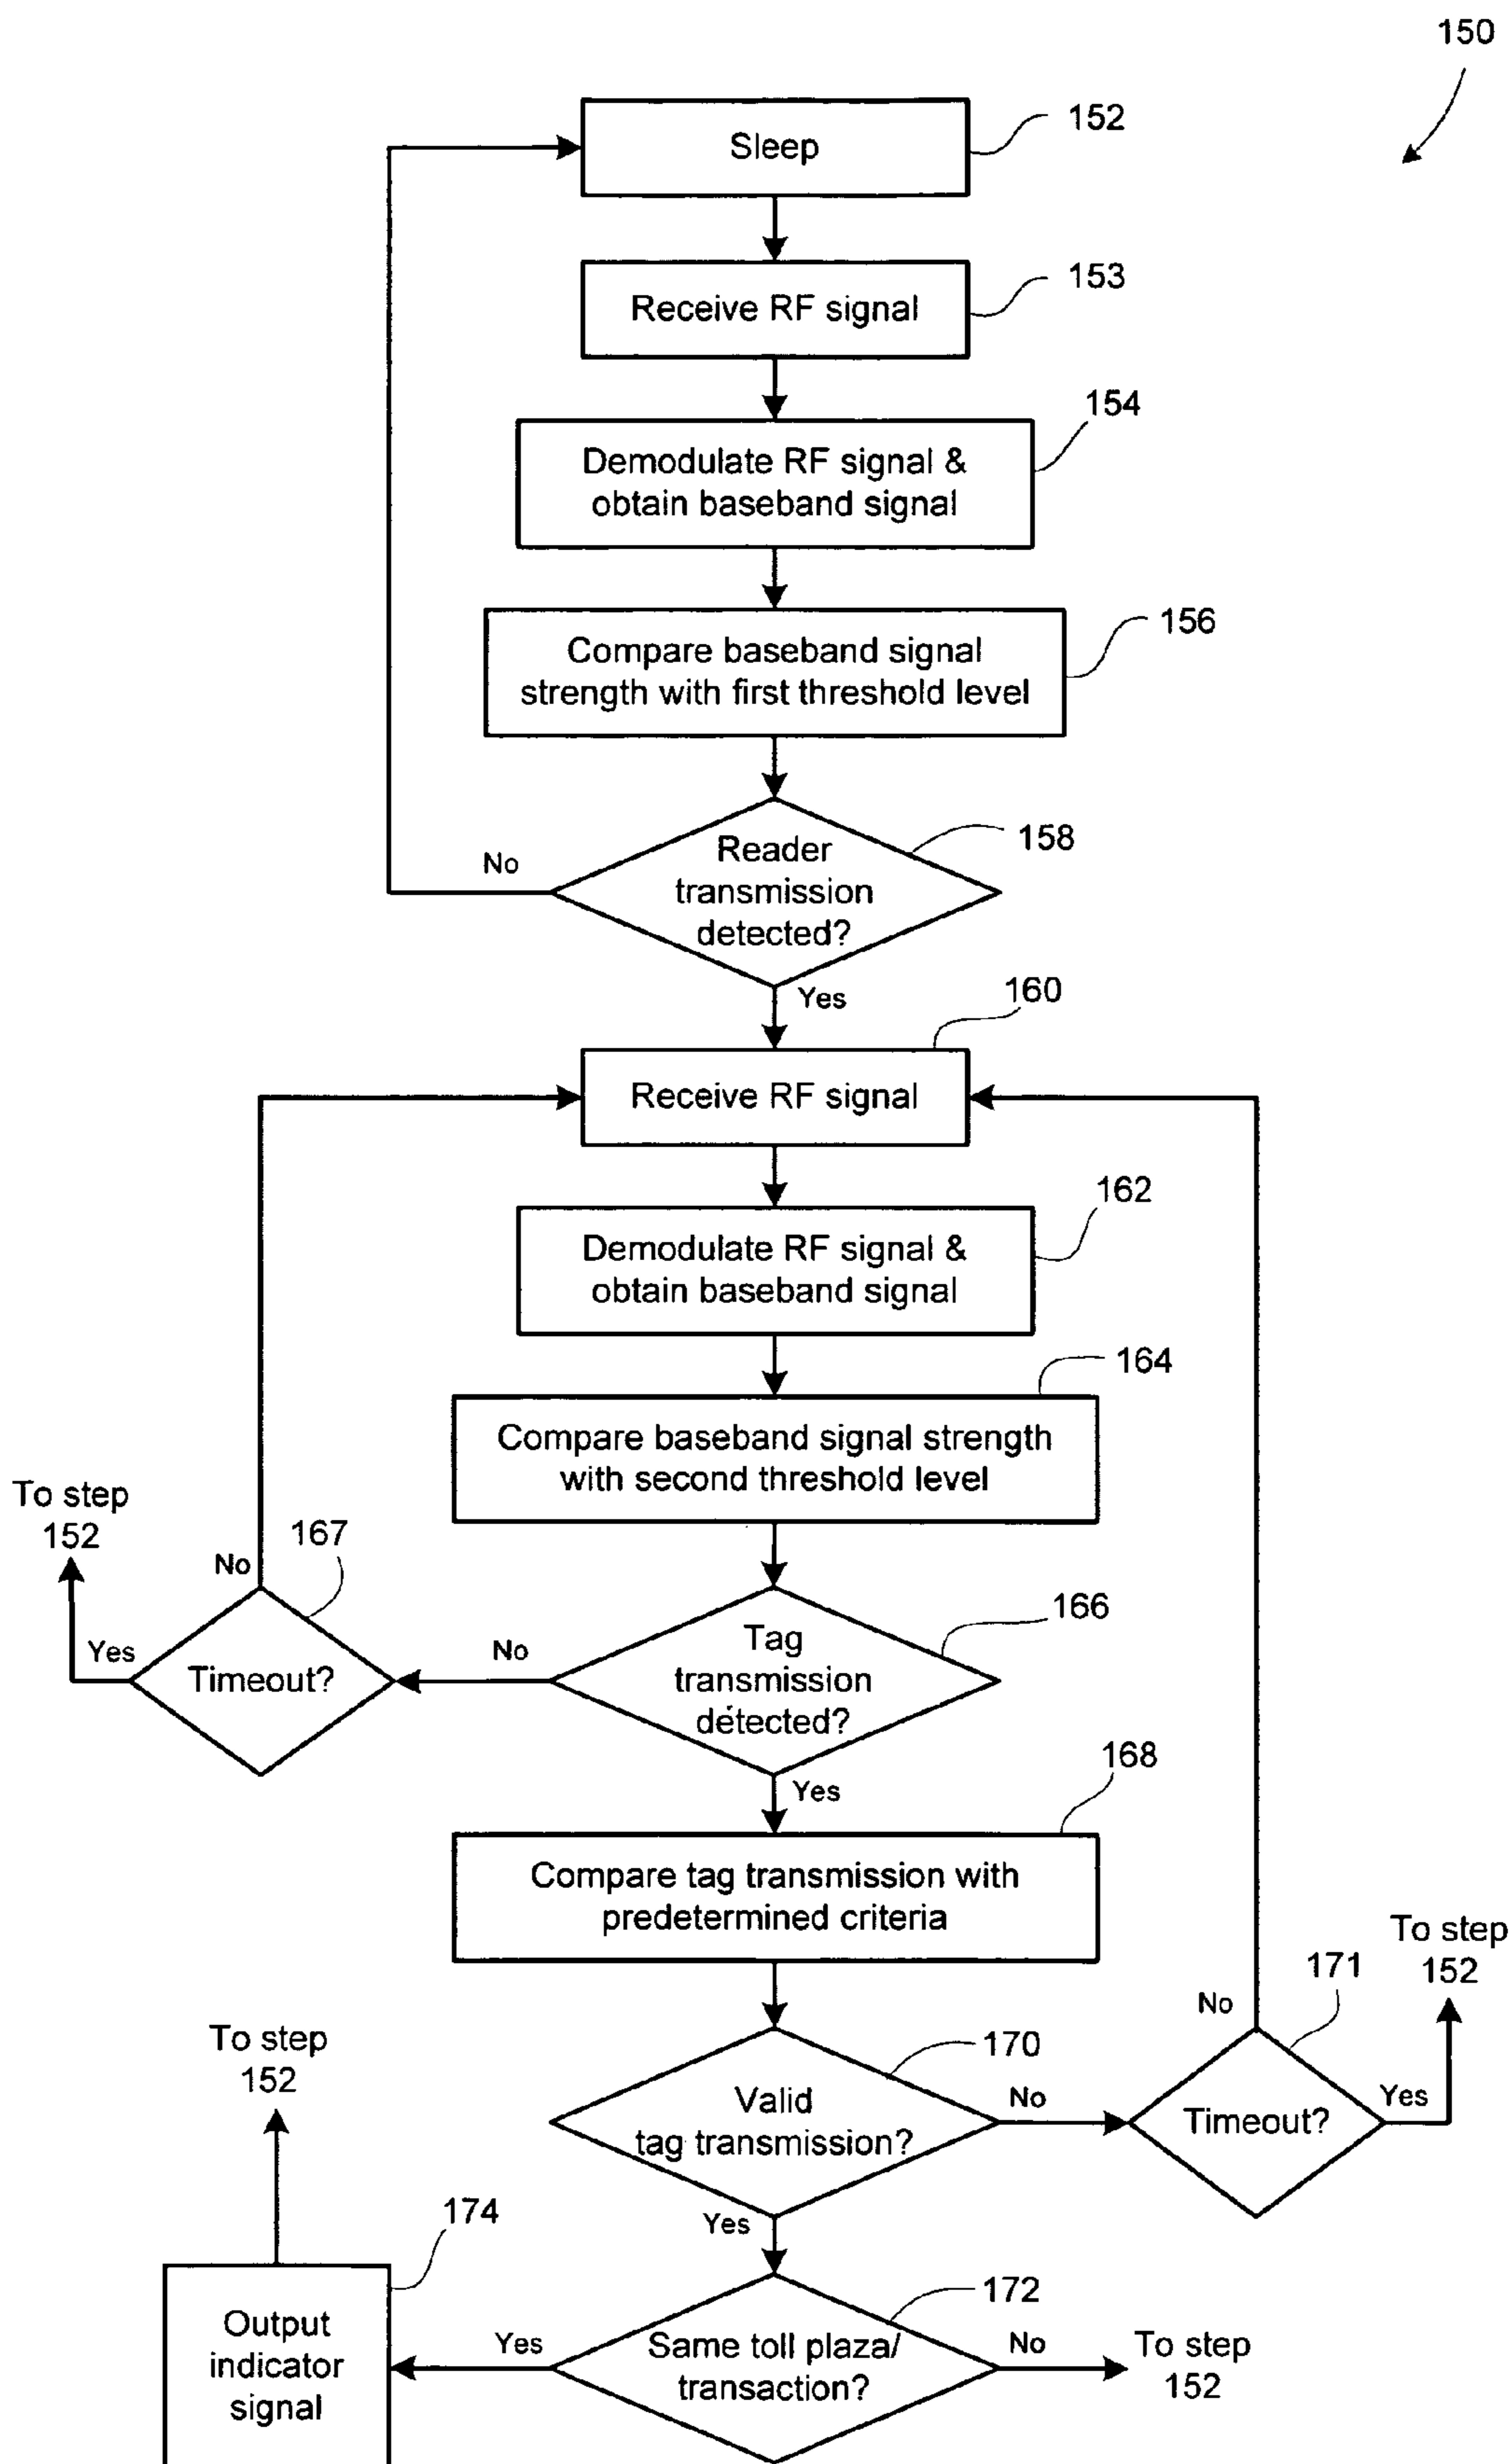 150
Sleep
152
Receive RF signal
153
Demodulate RF signal &
obtain baseband signal
154
Compare baseband signal
strength with first threshold level
156
Reader
transmission
detected?
158
No
Yes
160
Receive RF signal
Demodulate RF signal &
obtain baseband signal
162
Compare baseband signal strength
with second threshold level
164
To step
152
Yes
No
167
Timeout?
No
Tag
transmission
detected?
166
Yes
168
Compare tag transmission with
predetermined criteria
Valid
tag transmission?
170
No
Timeout?
171
No
Yes
To step
152
Yes
Same toll plaza/
transaction?
172
No
To step
152
Yes
Output
indicator
signal
174
To step
152